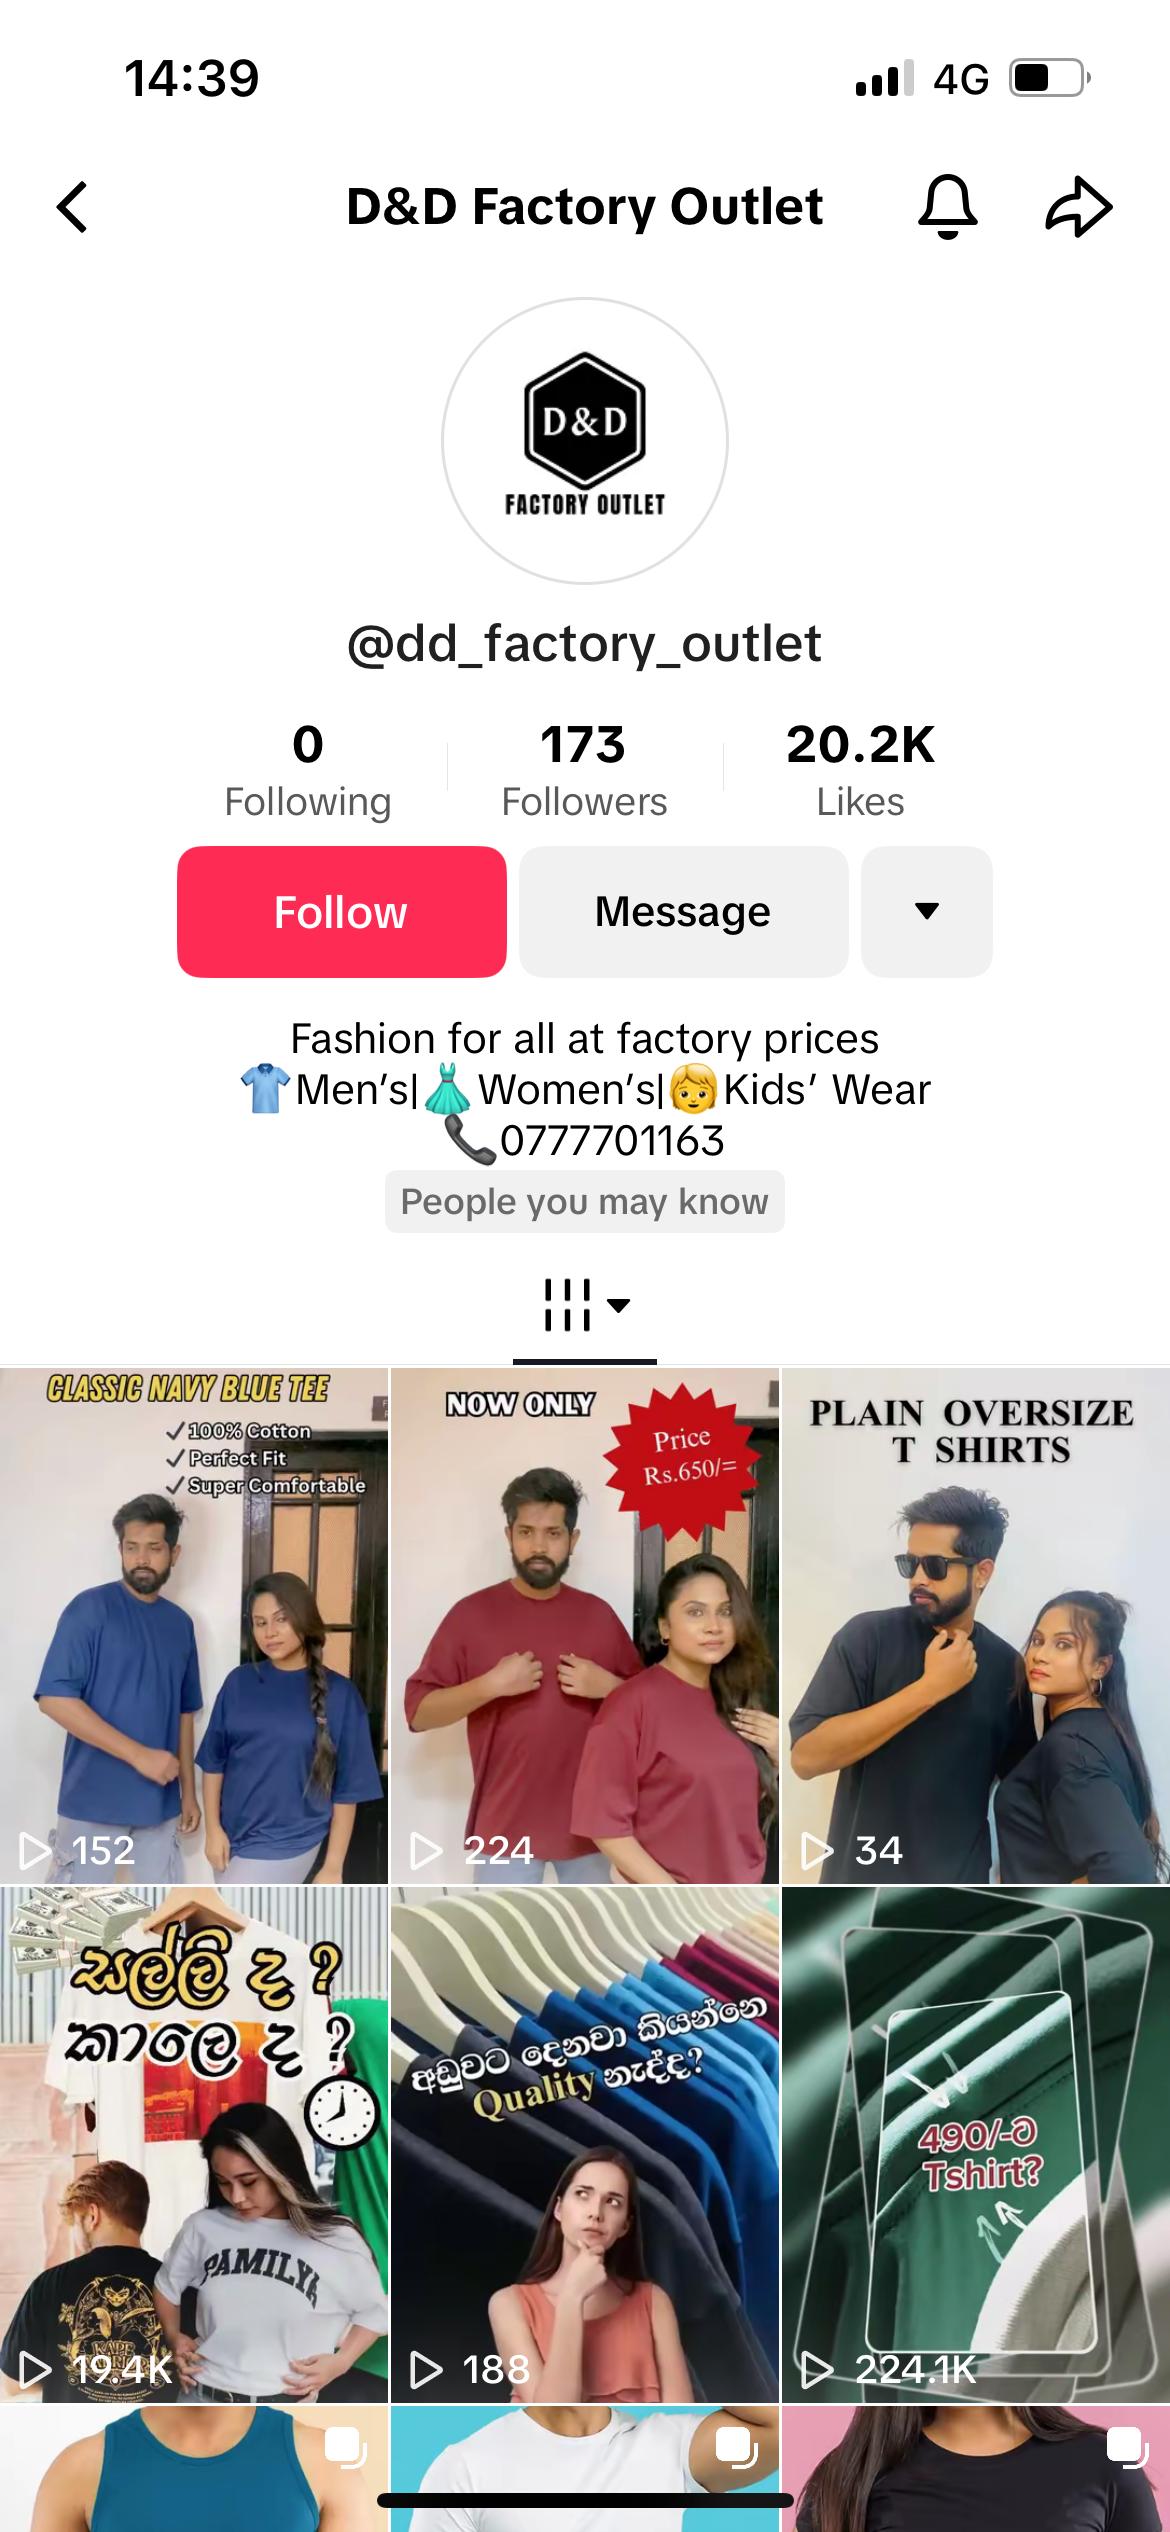 14:39
4G
D&D Factory Outlet
D&D
FACTORY OUTLET
@dd_factory_outlet
0
173
20.2K
Following
Followers
Likes
Follow
Message
Fashion for all at factory prices
👕Men's|👗Women's|👧Kids' Wear
📞0777701163
People you may know
CLASSIC NAVY BLUE TEE
✓ 100% Cotton
✓ Perfect Fit
✓ Super Comfortable
152
NOW ONLY
Price
Rs.650/=
224
PLAIN OVERSIZE
T SHIRTS
34
සල්ලි ද ?
කාලෙ ද ?
PAMILYA
19.4K
අඩුවට දෙනවා කියන්නෙ
Quality නැද්ද?
188
490/-ට
Tshirt?
224.1K